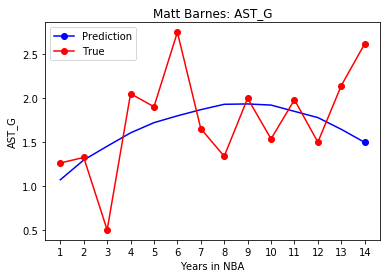 Matt Barnes: AST_G
Prediction
True
AST_G
2.5
2.0
1.5
1.0
0.5
1 2 3 4 5 6 7 8 9 10 11 12 13 14
Years in NBA